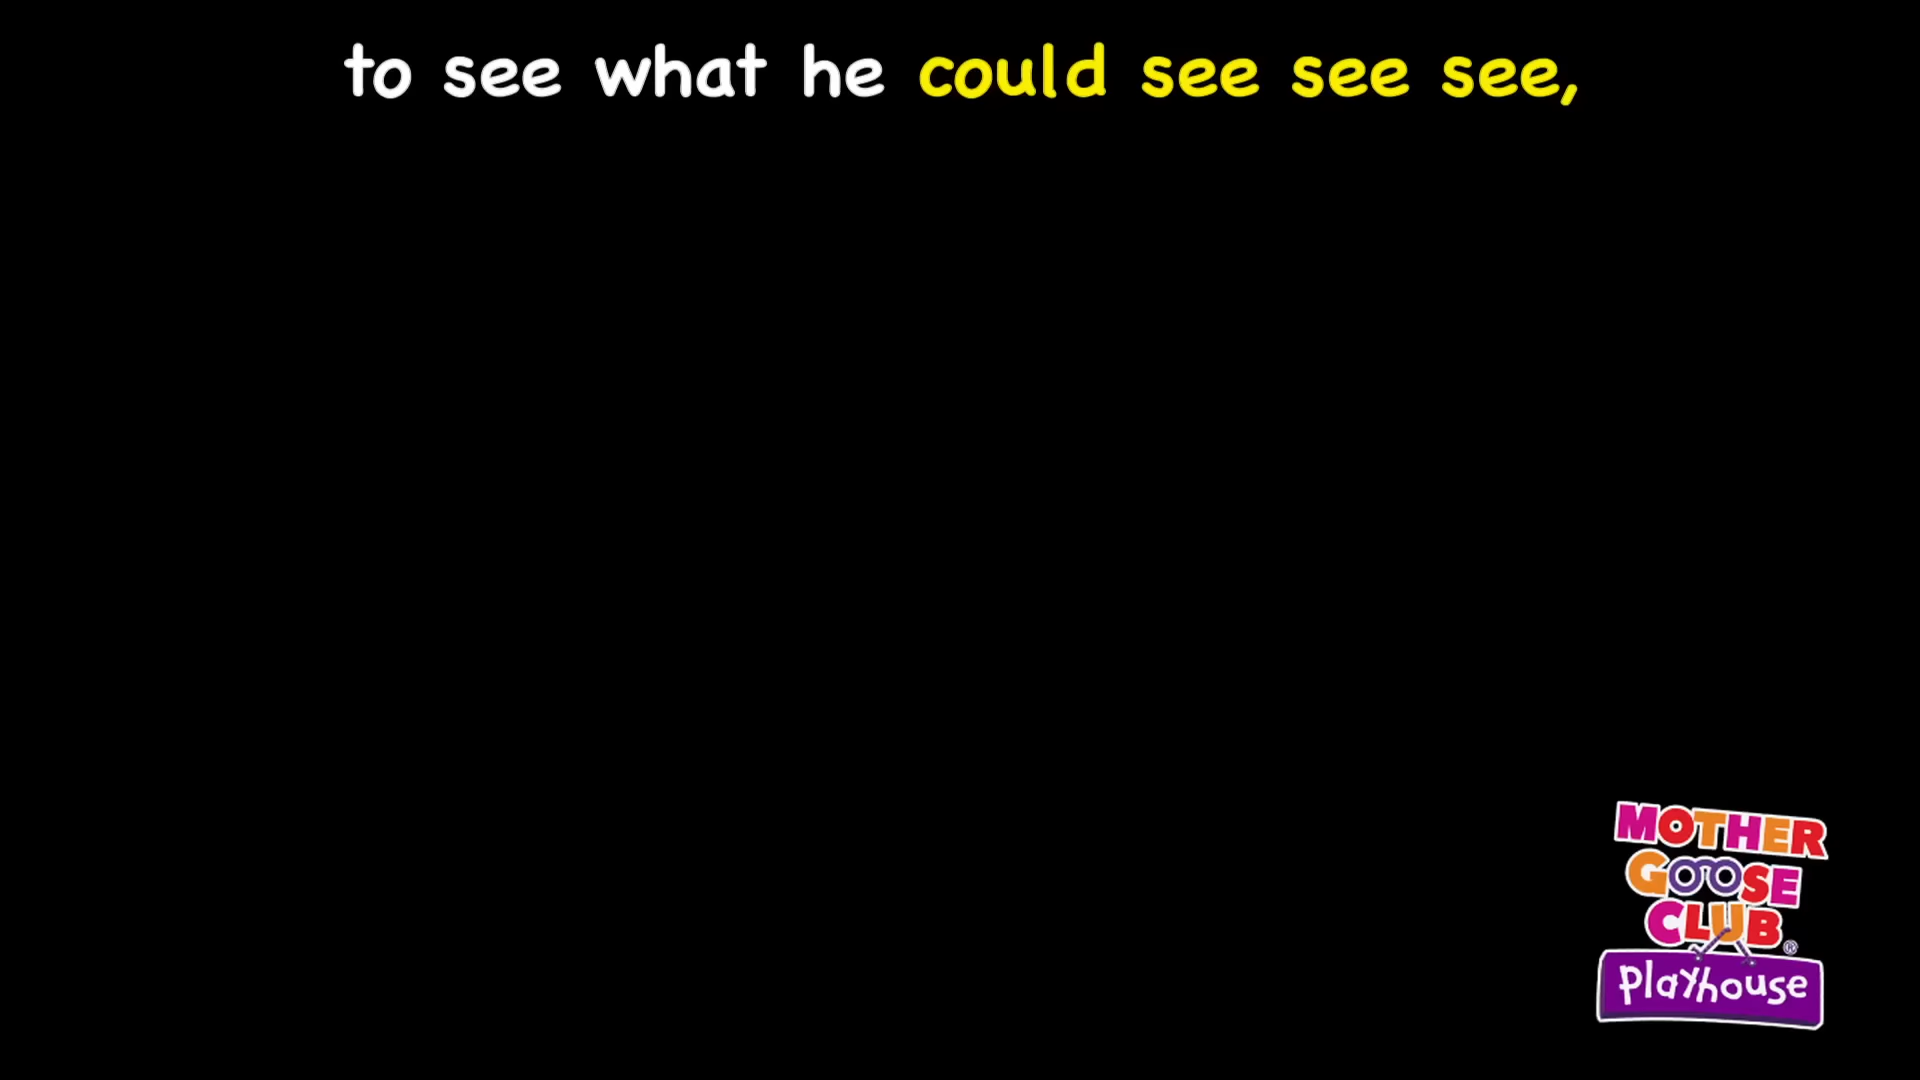 to see what he could see see see,
MOTHER
GOOSE
CLUB®
Playhouse